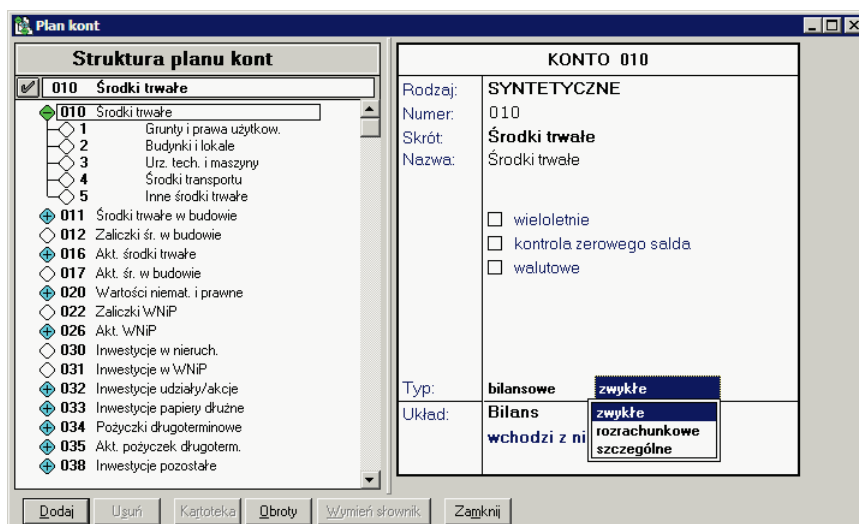 Plan kont
Struktura planu kont
010 Środki trwałe
010 Środki trwałe
1 Grunty i prawa użytkow.
2 Budynki i lokale
3 Urz. tech. i maszyny
4 Środki transportu
5 Inne środki trwałe
011 Środki trwałe w budowie
012 Zaliczki śr. w budowie
016 Akt. środki trwałe
017 Akt. śr. w budowie
020 Wartości niemat. i prawne
022 Zaliczki WNiP
026 Akt. WNiP
030 Inwestycje w nieruch.
031 Inwestycje w WNiP
032 Inwestycje udziały/akcje
033 Inwestycje papiery dłużne
034 Pożyczki długoterminowe
035 Akt. pożyczek długoterm.
038 Inwestycje pozostałe
KONTO 010
Rodzaj: SYNTETYCZNE
Numer: 010
Skrót: Środki trwałe
Nazwa: Środki trwałe
wieloletnie
kontrola zerowego salda
walutowe
Typ: bilansowe zwykłe
Układ: Bilans
wchodzi z ni
zwykłe
rozrachunkowe
szczególne
Dodaj Usuń Kartoteka Obroty Wymień słownik Zamknij